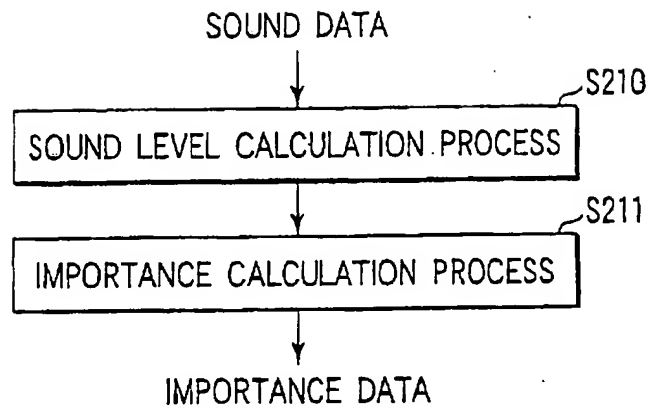 SOUND DATA
S210
SOUND LEVEL CALCULATION PROCESS
S211
IMPORTANCE CALCULATION PROCESS
IMPORTANCE DATA